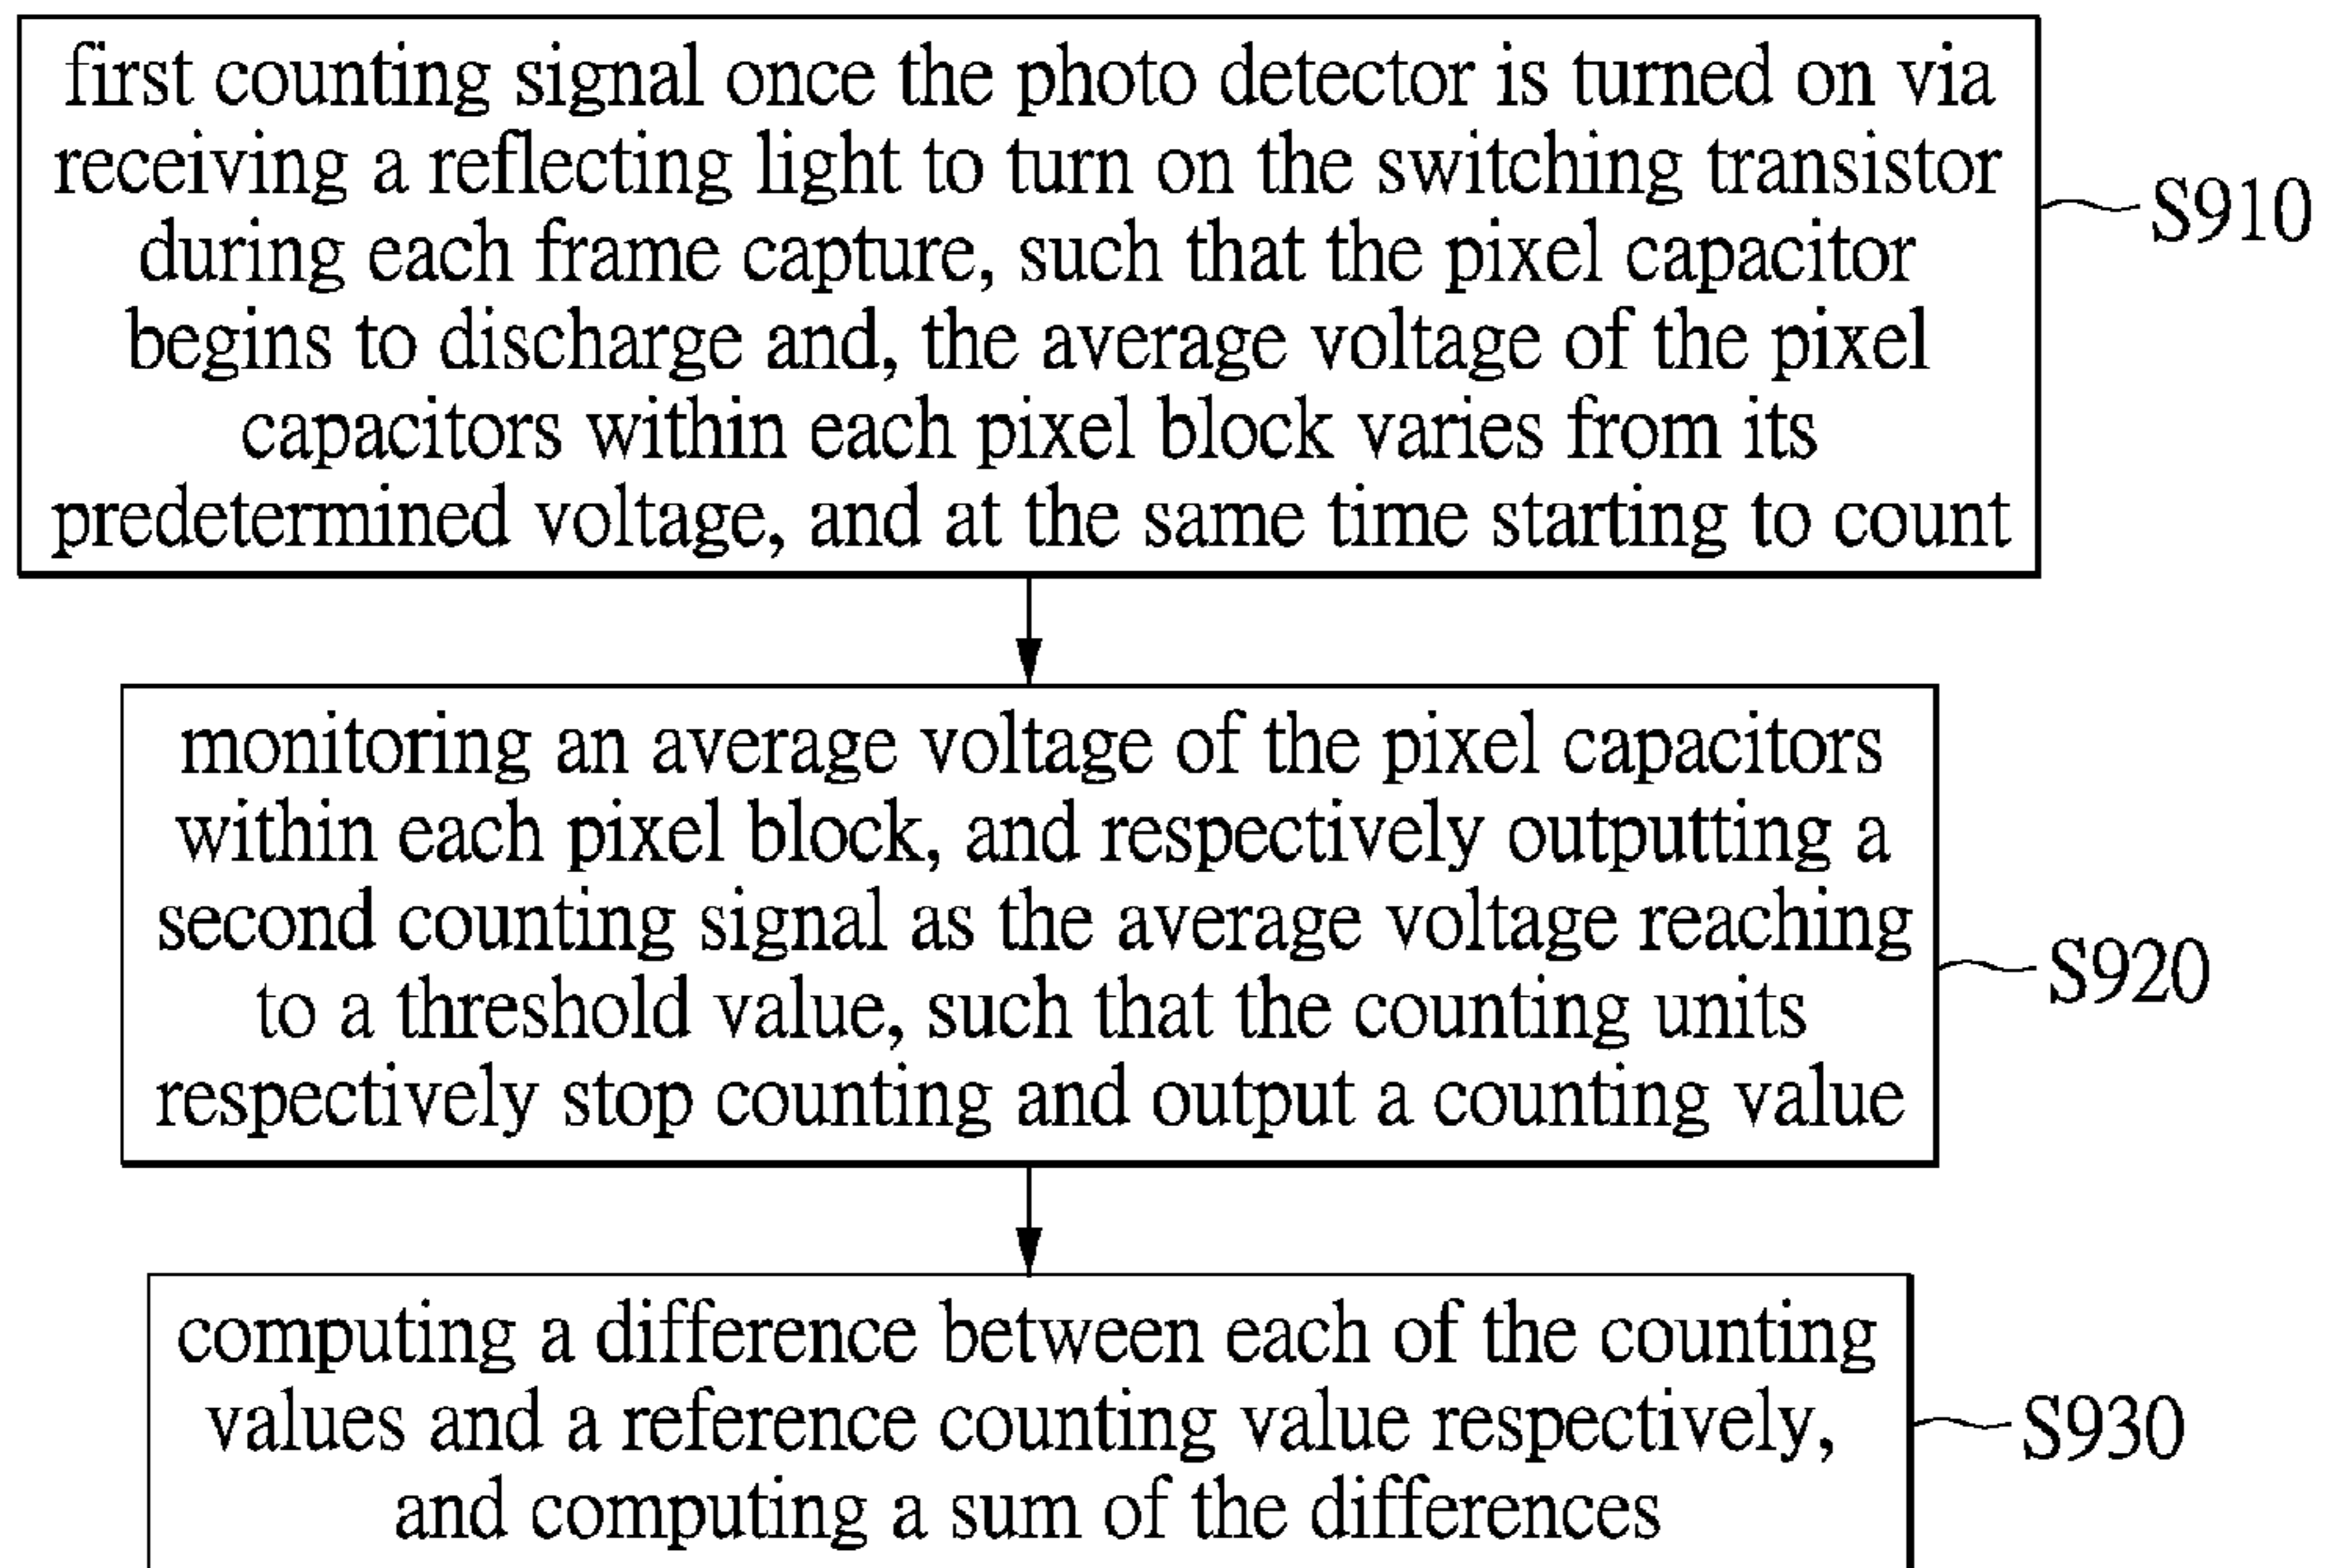 first counting signal once the photo detector is turned on via
receiving a reflecting light to turn on the switching transistor
during each frame capture, such that the pixel capacitor
begins to discharge and, the average voltage of the pixel
capacitors within each pixel block varies from its
predetermined voltage, and at the same time starting to count
S910
monitoring an average voltage of the pixel capacitors
within each pixel block, and respectively outputting a
second counting signal as the average voltage reaching
to a threshold value, such that the counting units
respectively stop counting and output a counting value
S920
computing a difference between each of the counting
values and a reference counting value respectively,
and computing a sum of the differences
S930